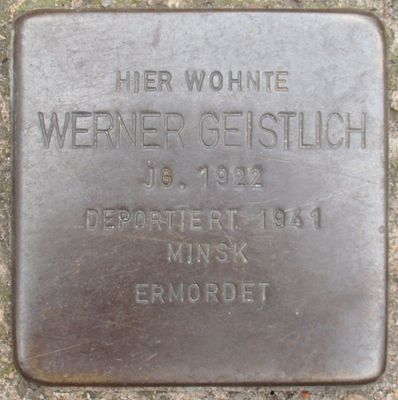 HIER WOHNTE
WERNER GEISTLICH
JG. 1922
DEPORTIERT 1941
MINSK
ERMORDET